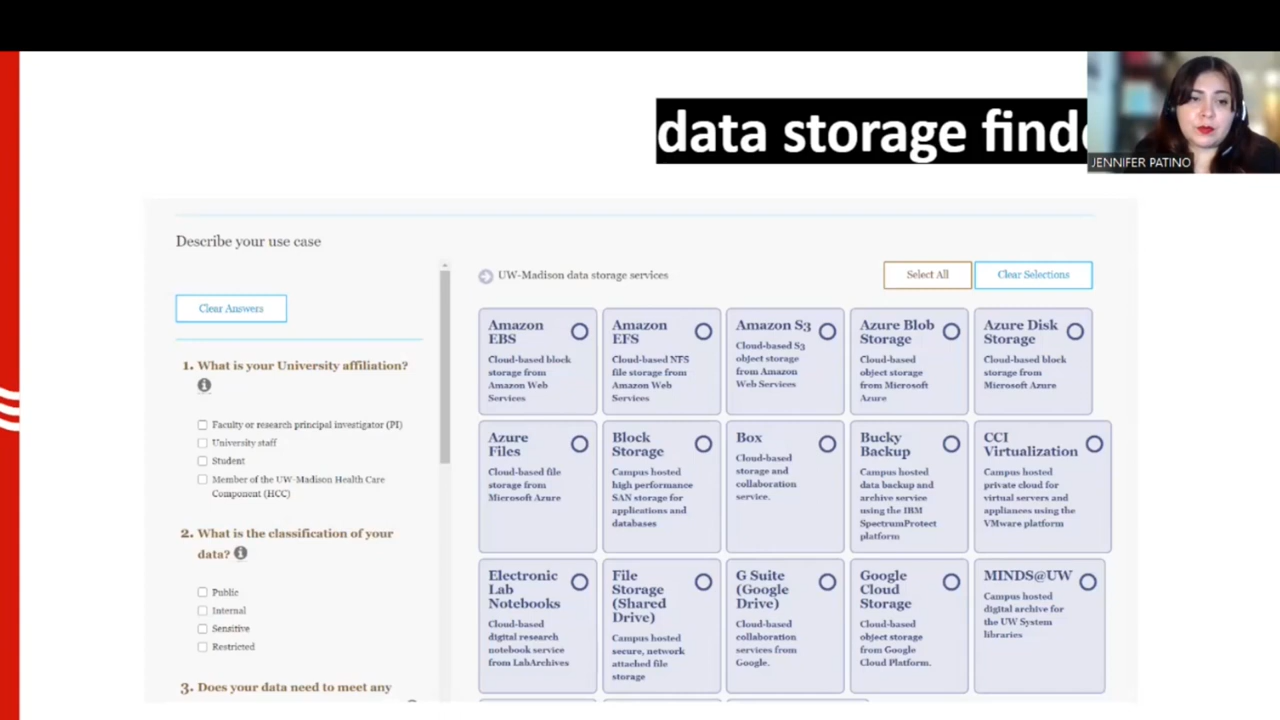 data storage finde
JENNIFER PATINO
Describe your use case
Clear Answers
1. What is your University affiliation?
Faculty or research principal investigator (PI)
University staff
Student
Member of the UW-Madison Health Care
Component (HCC)
2. What is the classification of your
data?
Public
Internal
Sensitive
Restricted
3. Does your data need to meet any
UW-Madison data storage services
Select All
Clear Selections
Amazon
EBS
Cloud-based block
storage from
Amazon Web
Services
Amazon
EFS
Cloud-based NFS
file storage from
Amazon Web
Services
Amazon S3
Cloud-based S3
object storage
from Amazon
Web Services
Azure Blob
Storage
Cloud-based
object storage
from Microsoft
Azure
Azure Disk
Storage
Cloud-based block
storage from
Microsoft Azure
Azure
Files
Cloud-based file
storage from
Microsoft Azure
Block
Storage
Campus hosted
high performance
SAN storage for
applications and
databases
Box
Cloud-based
storage and
collaboration
service.
Bucky
Backup
Campus hosted
data backup and
archive service
using the IBM
SpectrumProtect
platform
CCI
Virtualization
Campus hosted
private cloud for
virtual servers and
appliances using the
VMware platform
Electronic
Lab
Notebooks
Cloud-based
digital research
notebook service
from LabArchives
File
Storage
(Shared
Drive)
Campus hosted
secure, network
attached file
storage
G Suite
(Google
Drive)
Cloud-based
collaboration
services from
Google.
Google
Cloud
Storage
Cloud-based
object storage
from Google
Cloud Platform.
MINDS@UW
Campus hosted
digital archive for
the UW System
libraries